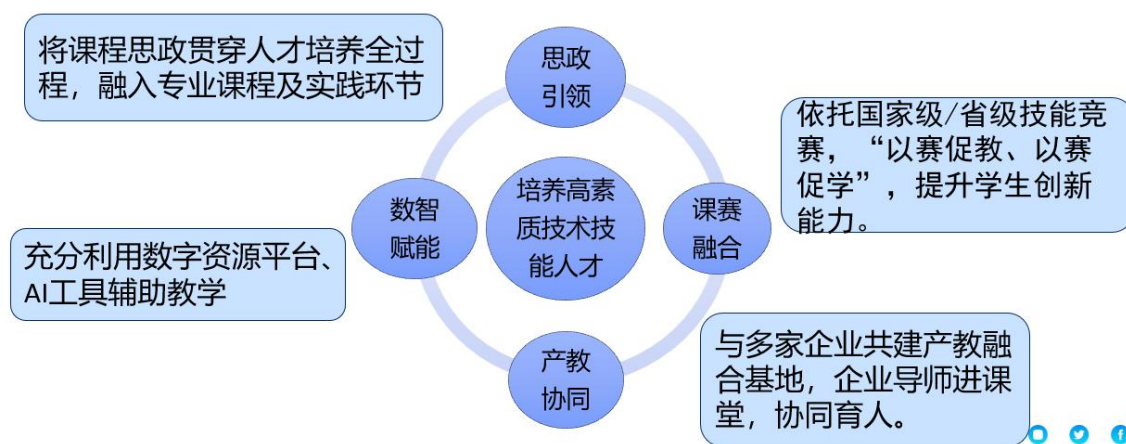 将课程思政贯穿人才培养全过
程，融入专业课程及实践环节
思政
引领
依托国家级/省级技能竞
赛，“以赛促教、以赛
促学”，提升学生创新
能力。
数智
赋能
培养高素
质技术技
能人才
课赛
融合
充分利用数字资源平台、
AI工具辅助教学
产教
协同
与多家企业共建产教融
合基地，企业导师进课
堂，协同育人。